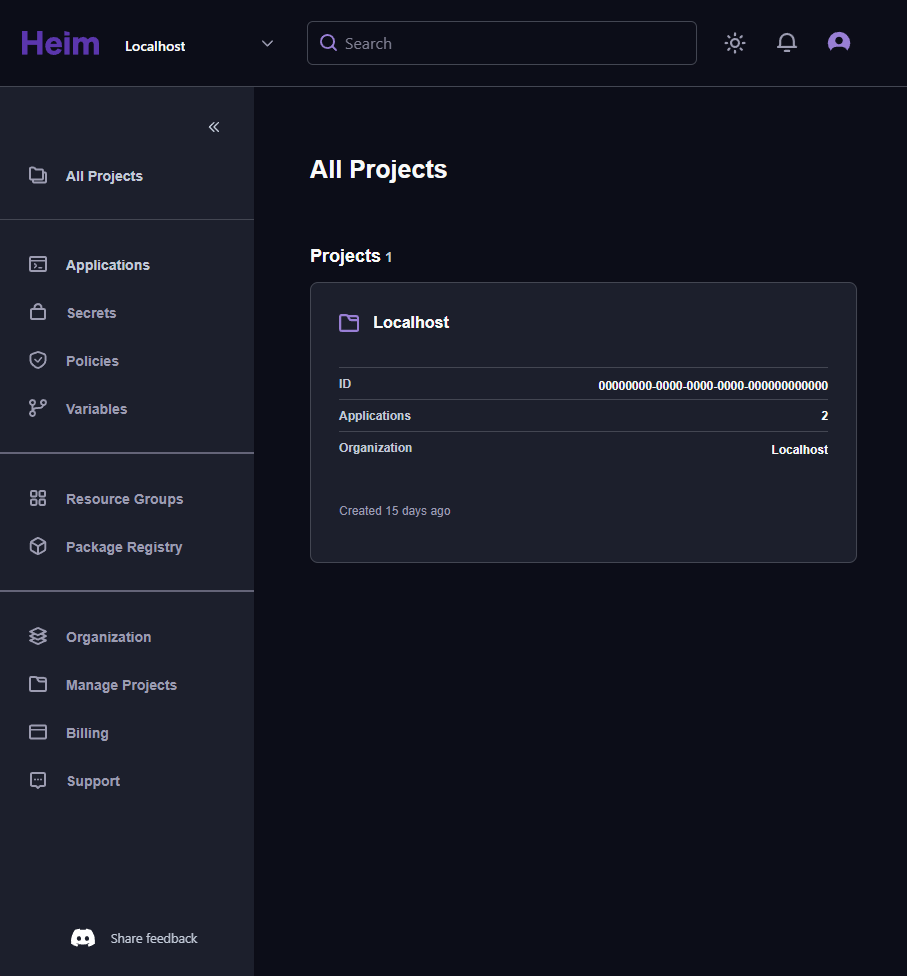 Heim
Localhost
Search
All Projects
Applications
Secrets
Policies
Variables
Resource Groups
Package Registry
Organization
Manage Projects
Billing
Support
Share feedback
All Projects
Projects 1
Localhost
ID 00000000-0000-0000-0000-000000000000
Applications 2
Organization Localhost
Created 15 days ago